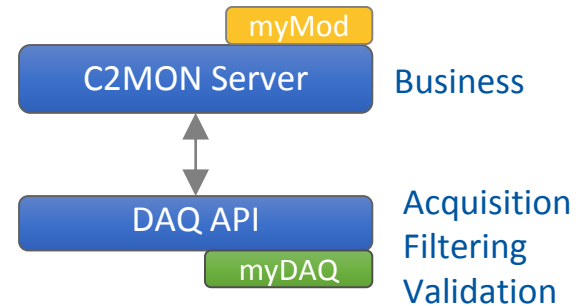 myMod
C2MON Server
Business
DAQ API
Acquisition
Filtering
myDAQ
Validation